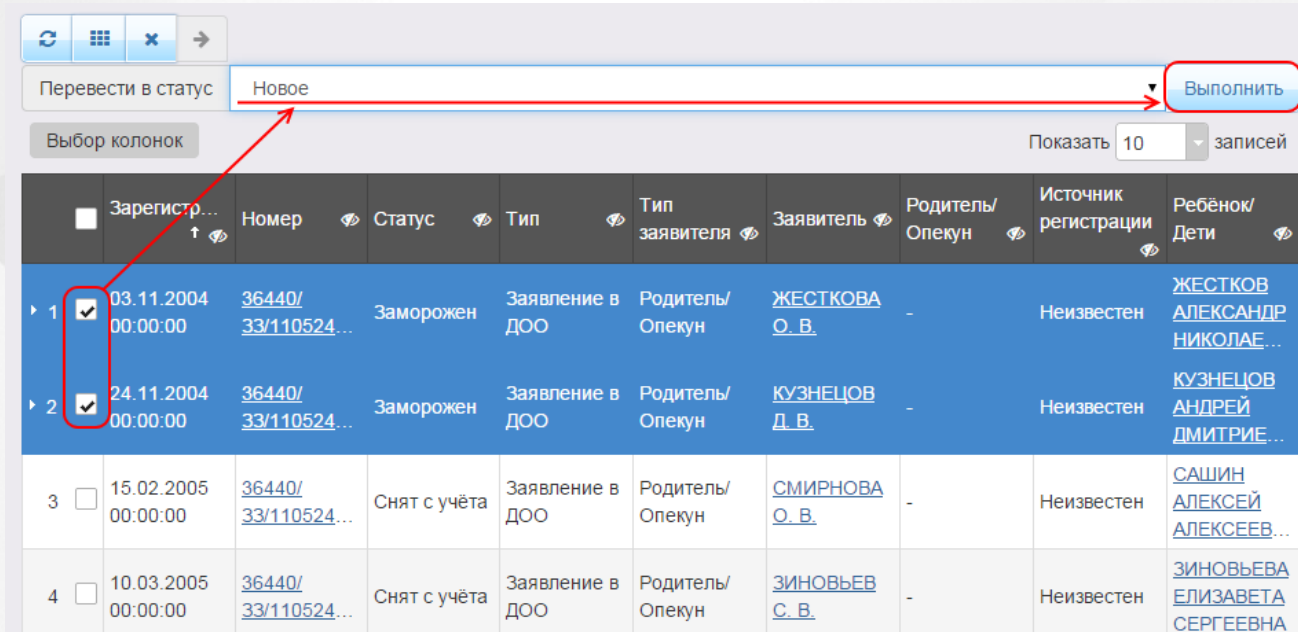 Перевести в статус Новое Выполнить
Выбор колонок Показать 10 записей
Зарегистр... Номер Статус Тип Тип заявителя Заявитель Родитель/ Опекун Источник регистрации Ребёнок/ Дети
1 03.11.2004 00:00:00 36440/ 33/110524... Заморожен Заявление в ДОО Родитель/ Опекун ЖЕСТКОВА О. В. - Неизвестен ЖЕСТКОВ АЛЕКСАНДР НИКОЛАЕ...
2 24.11.2004 00:00:00 36440/ 33/110524... Заморожен Заявление в ДОО Родитель/ Опекун КУЗНЕЦОВ Д. В. - Неизвестен КУЗНЕЦОВ АНДРЕЙ ДМИТРИЕ...
3 15.02.2005 00:00:00 36440/ 33/110524... Снят с учёта Заявление в ДОО Родитель/ Опекун СМИРНОВА О. В. - Неизвестен САШИН АЛЕКСЕЙ АЛЕКСЕЕВ...
4 10.03.2005 00:00:00 36440/ 33/110524... Снят с учёта Заявление в ДОО Родитель/ Опекун ЗИНОВЬЕВ С. В. - Неизвестен ЗИНОВЬЕВА ЕЛИЗАВЕТА СЕРГЕЕВНА